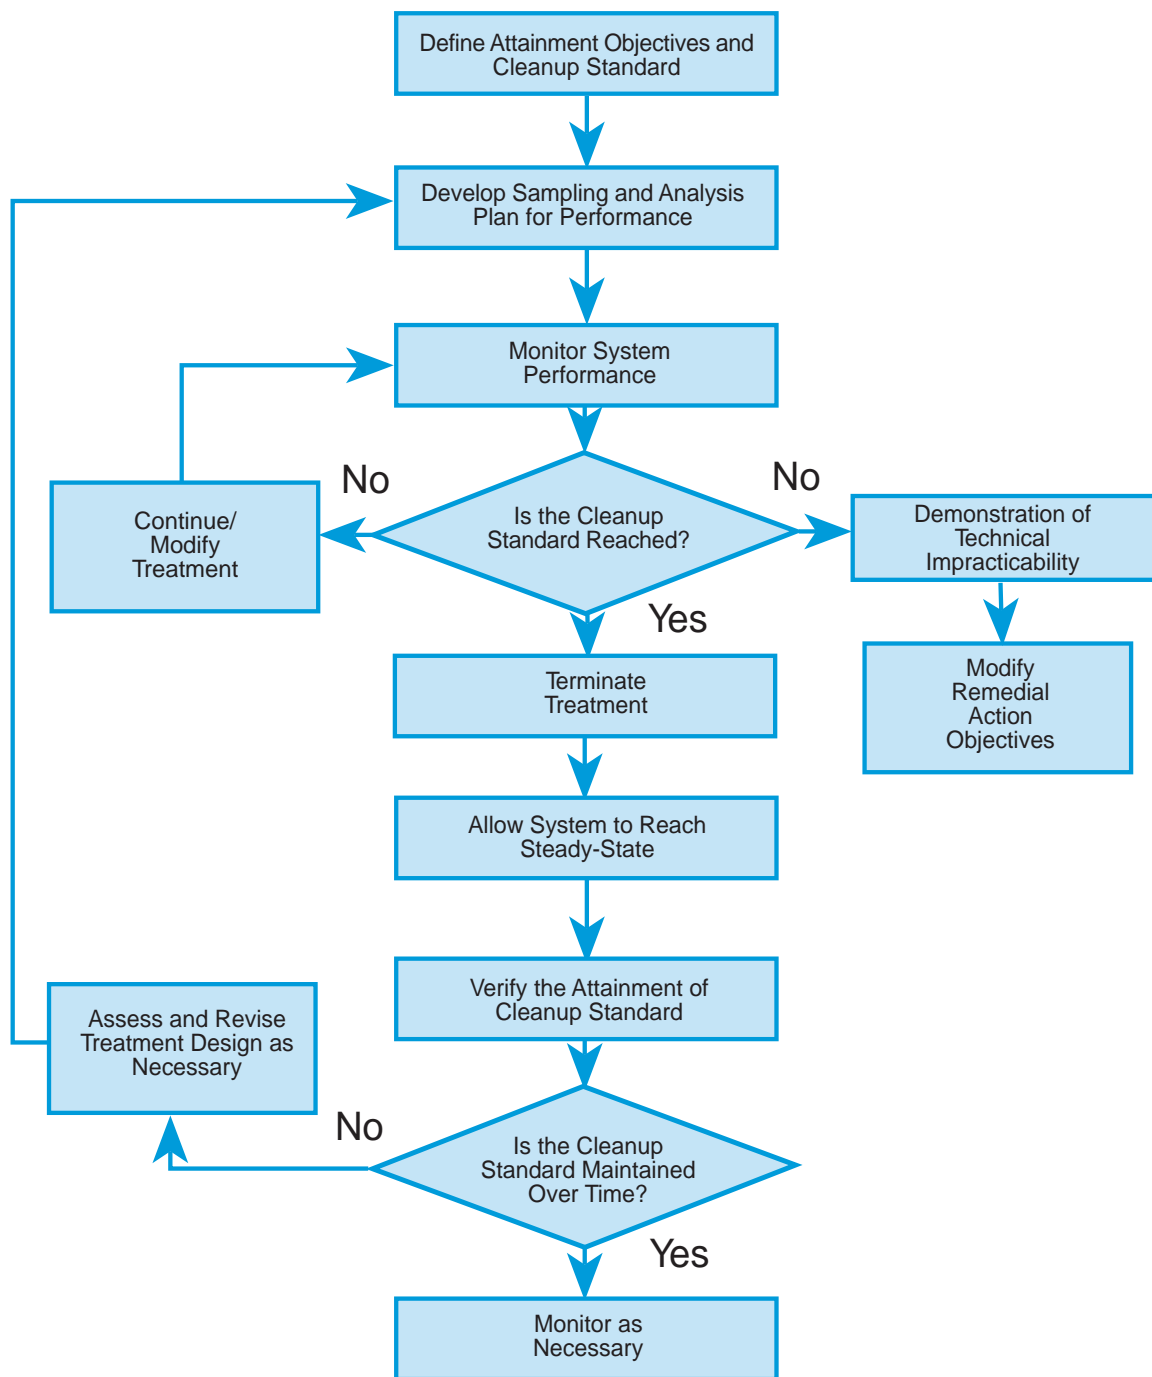 Define Attainment Objectives and
Cleanup Standard
Develop Sampling and Analysis
Plan for Performance
Monitor System
Performance
No
No
Is the Cleanup
Standard Reached?
Continue/
Modify
Treatment
Demonstration of
Technical
Impracticability
Yes
Terminate
Treatment
Modify
Remedial
Action
Objectives
Allow System to Reach
Steady-State
Verify the Attainment of
Cleanup Standard
Assess and Revise
Treatment Design as
Necessary
No
Is the Cleanup
Standard Maintained
Over Time?
Yes
Monitor as
Necessary